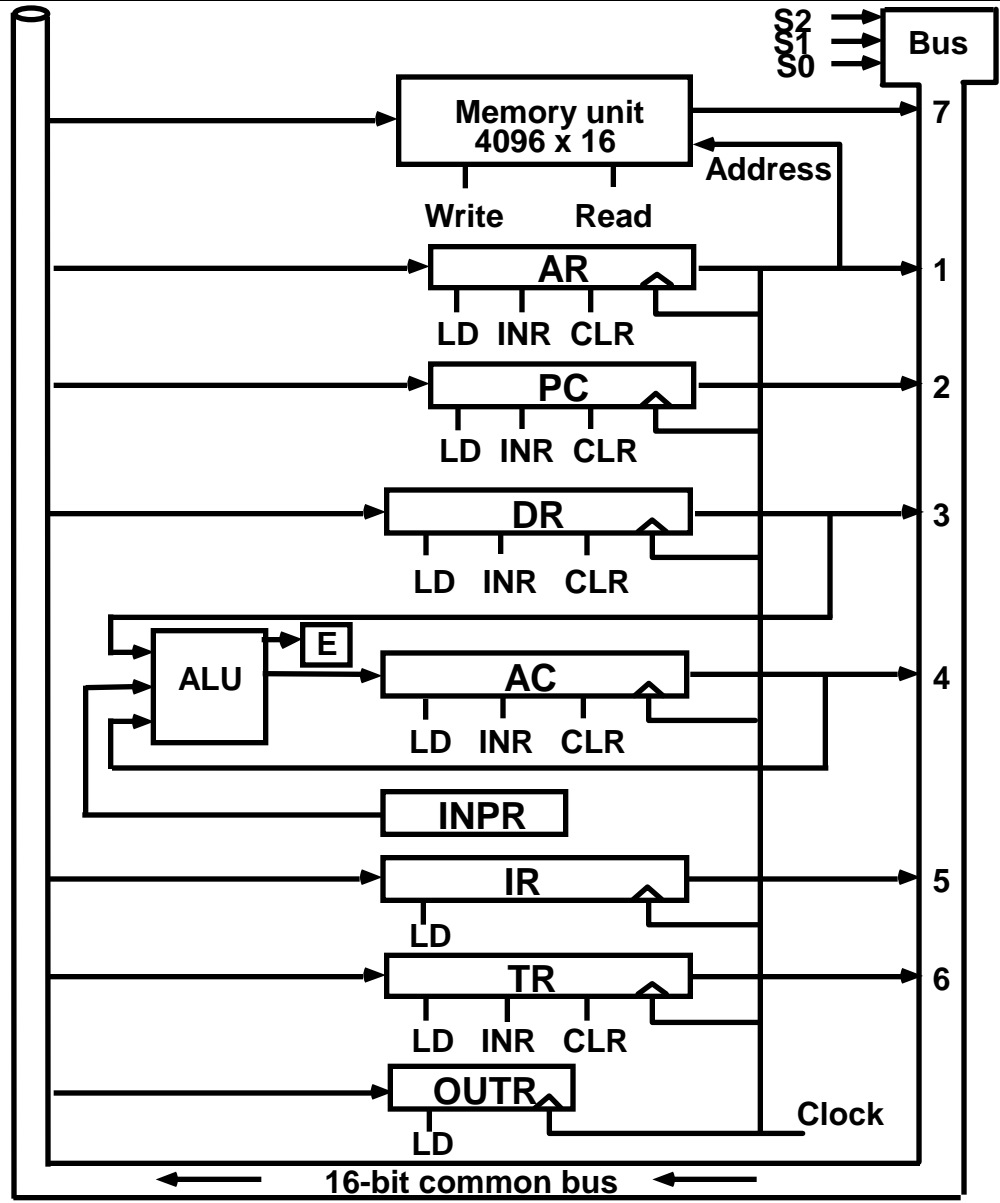 S2
S1
S0
Bus
Memory unit
4096 x 16
7
Address
Write Read
AR
1
LD INR CLR
PC
2
LD INR CLR
DR
3
LD INR CLR
E
ALU
AC
4
LD INR CLR
INPR
IR
5
LD
TR
6
LD INR CLR
OUTR
Clock
LD
16-bit common bus